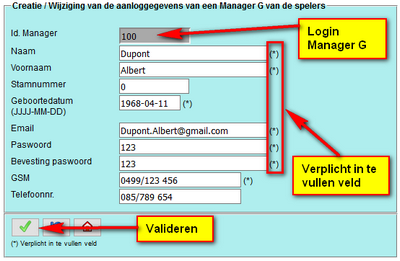 Creatie / Wijziging van de aanloggegevens van een Manager G van de spelers
Id. Manager 100
Login
Manager G
Naam Dupont (*)
Voornaam Albert (*)
Stamnummer 0
Geboortedatum
(JJJJ-MM-DD) 1968-04-11 (*)
Email Dupont.Albert@gmail.com (*)
Paswoord 123 (*)
Bevesting paswoord 123 (*)
GSM 0499/123 456 (*)
Telefoonnr. 085/789 654
Verplicht in te
vullen veld
Valideren
(*) Verplicht in te vullen veld